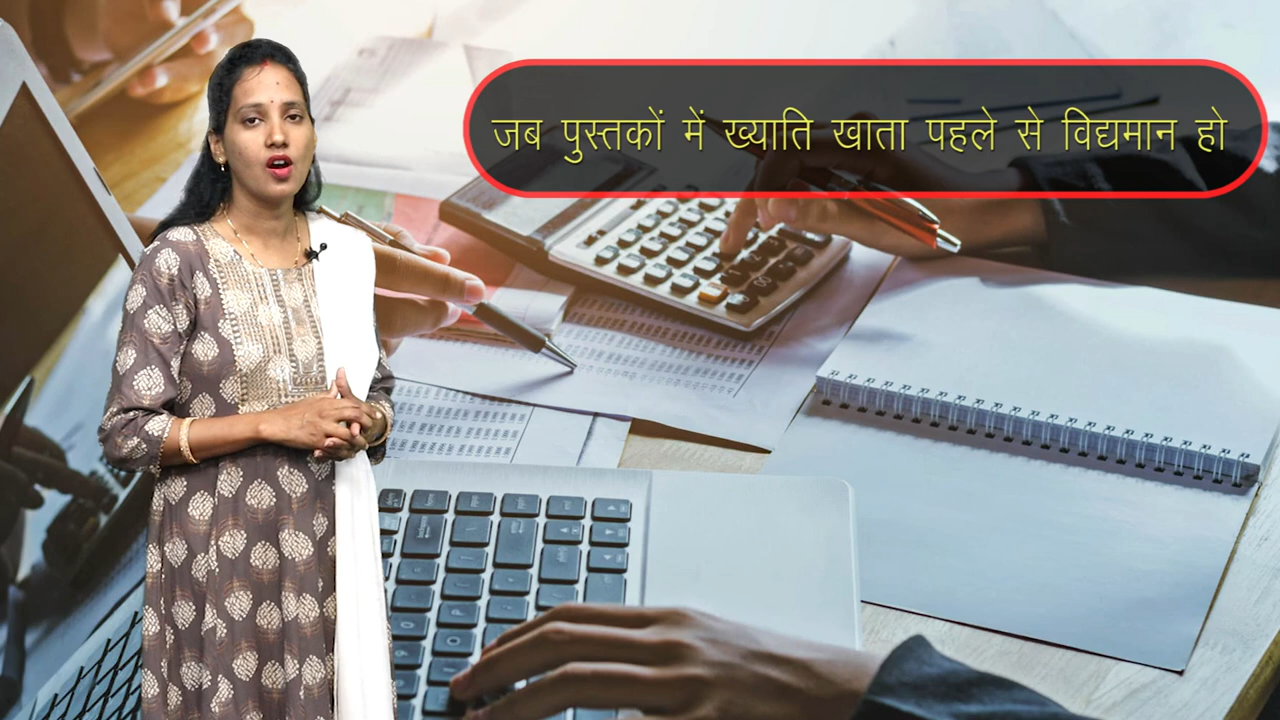 जब पुस्तकों में ख्याति खाता पहले से विद्यमान हो